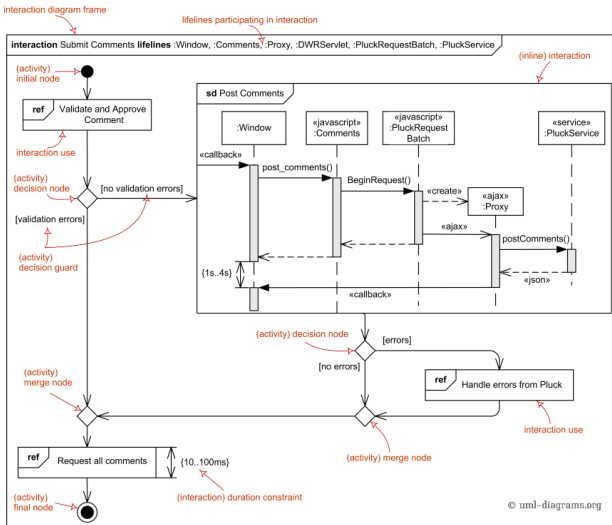 interaction diagram frame
lifelines participating in interaction
interaction Submit Comments lifelines :Window, :Comments, :Proxy, :DWRServlet, :PluckRequestBatch, :PluckService
(activity)
initial node
(inline) interaction
sd Post Comments
ref
Validate and Approve
Comment
interaction use
:Window
«javascript»
:Comments
«javascript»
:PluckRequest
Batch
«service»
:PluckService
«callback»
post_comments()
BeginRequest()
«create»
«ajax»
:Proxy
«ajax»
postComments()
«json»
{1s..4s}
«callback»
(activity)
decision node
[no validation errors]
[validation errors]
(activity)
decision guard
(activity) decision node
[errors]
[no errors]
ref
Handle errors from Pluck
interaction use
(activity)
merge node
(activity) merge node
ref
Request all comments
{10..100ms}
(interaction) duration constraint
(activity)
final node
© uml-diagrams.org